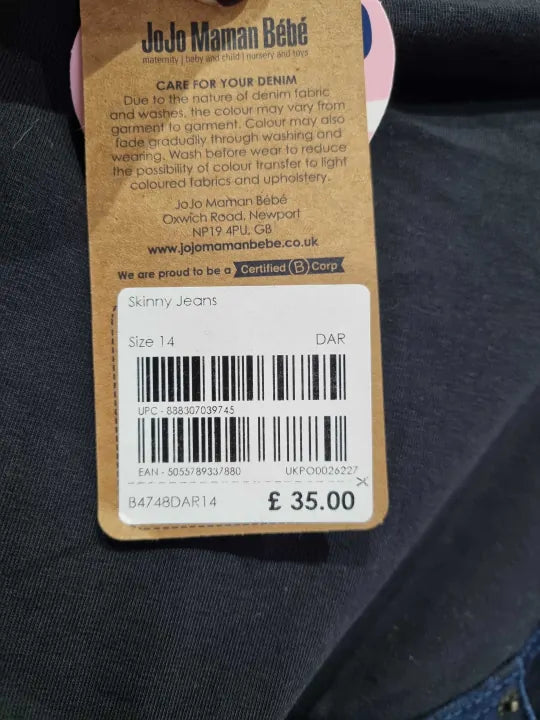 JoJo Maman Bébé
maternity | baby and child | nursery and toys
CARE FOR YOUR DENIM
Due to the nature of denim fabric
and washes, the colour may vary from
garment to garment. Colour may also
fade gradually through washing and
wearing. Wash before wear to reduce
the possibility of colour transfer to light
coloured fabrics and upholstery.
JoJo Maman Bébé
Oxwich Road, Newport
NP19 4PU, GB
www.jojomamanbebe.co.uk
We are proud to be a Certified B Corp
Skinny Jeans
Size 14 DAR
UPC - 888307039745
EAN - 5055789337880 UKPO0026227
B4748DAR14 £ 35.00